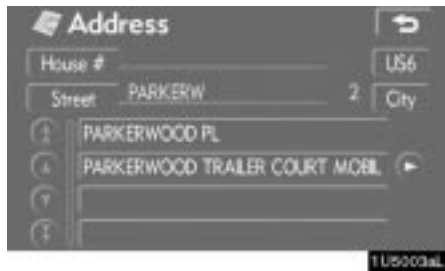 Address
House # US6
Street PARKERW 2 City
PARKERWOOD PL
PARKERWOOD TRAILER COURT MOBIL
1U5003aL